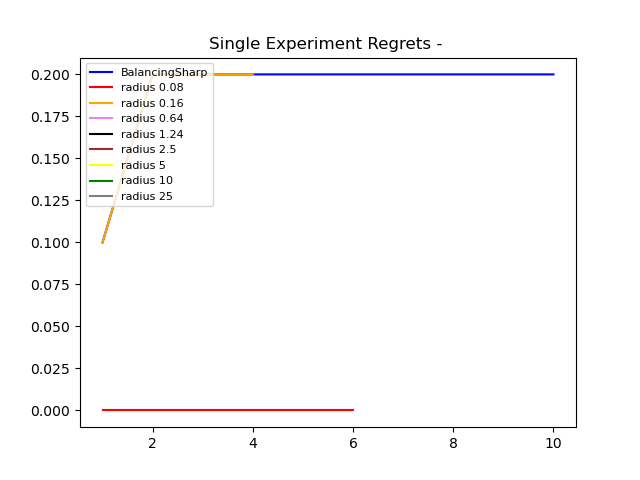 Single Experiment Regrets -
BalancingSharp
radius 0.08
radius 0.16
radius 0.64
radius 1.24
radius 2.5
radius 5
radius 10
radius 25
0.200
0.175
0.150
0.125
0.100
0.075
0.050
0.025
0.000
2 4 6 8 10